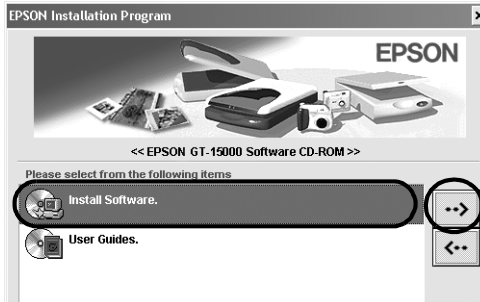 EPSON Installation Program
EPSON
<< EPSON GT-15000 Software CD-ROM >>
Please select from the following items
Install Software.
User Guides.